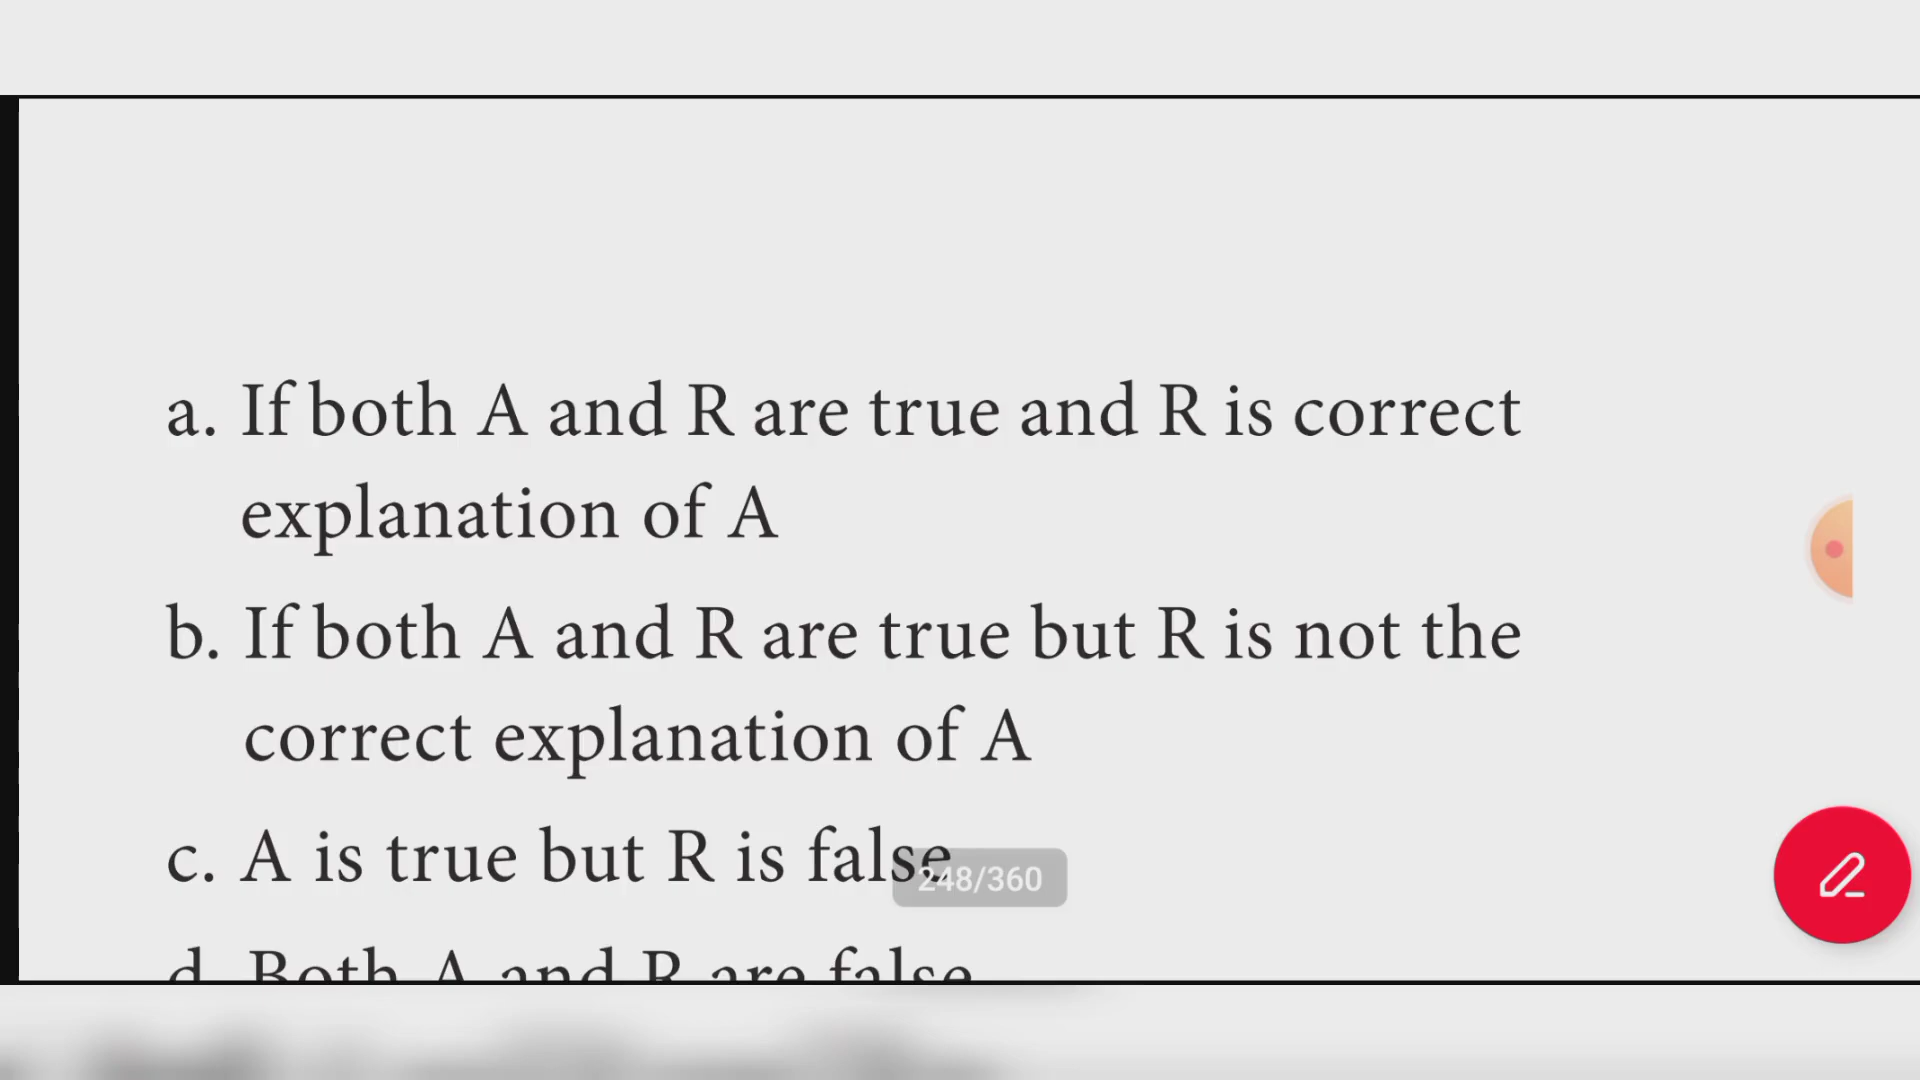 a. If both A and R are true and R is correct
explanation of A
b. If both A and R are true but R is not the
correct explanation of A
c. A is true but R is false
248/360
d. Both A and R are false